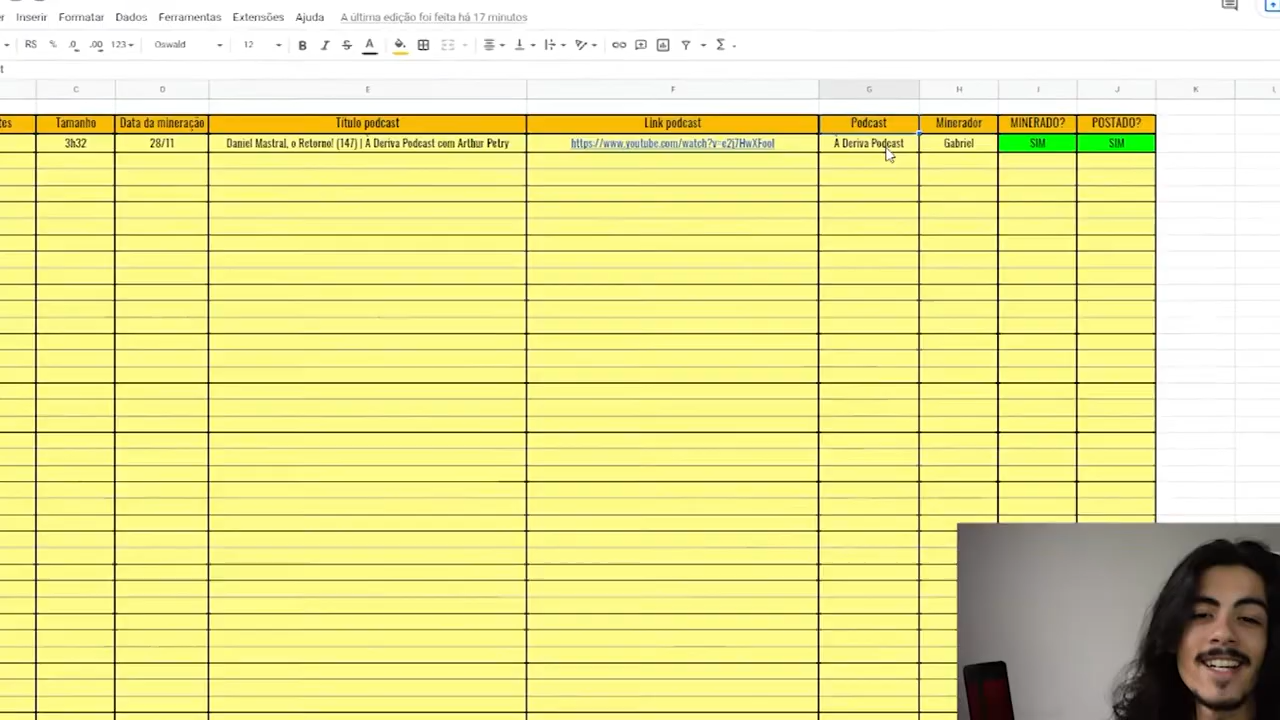 Inserir Formatar Dados Ferramentas Extensões Ajuda A última edição foi feita há 17 minutos
R$ % .0 .00 123 Oswald 12 B I S A
C D E F G H I J K
Tamanho Data da mineração Título podcast Link podcast Podcast Minerador MINERADO? POSTADO?
3h32 28/11 Daniel Mastral, o Retorno! (147) | À Deriva Podcast com Arthur Petry À Deriva Podcast Gabriel SIM SIM